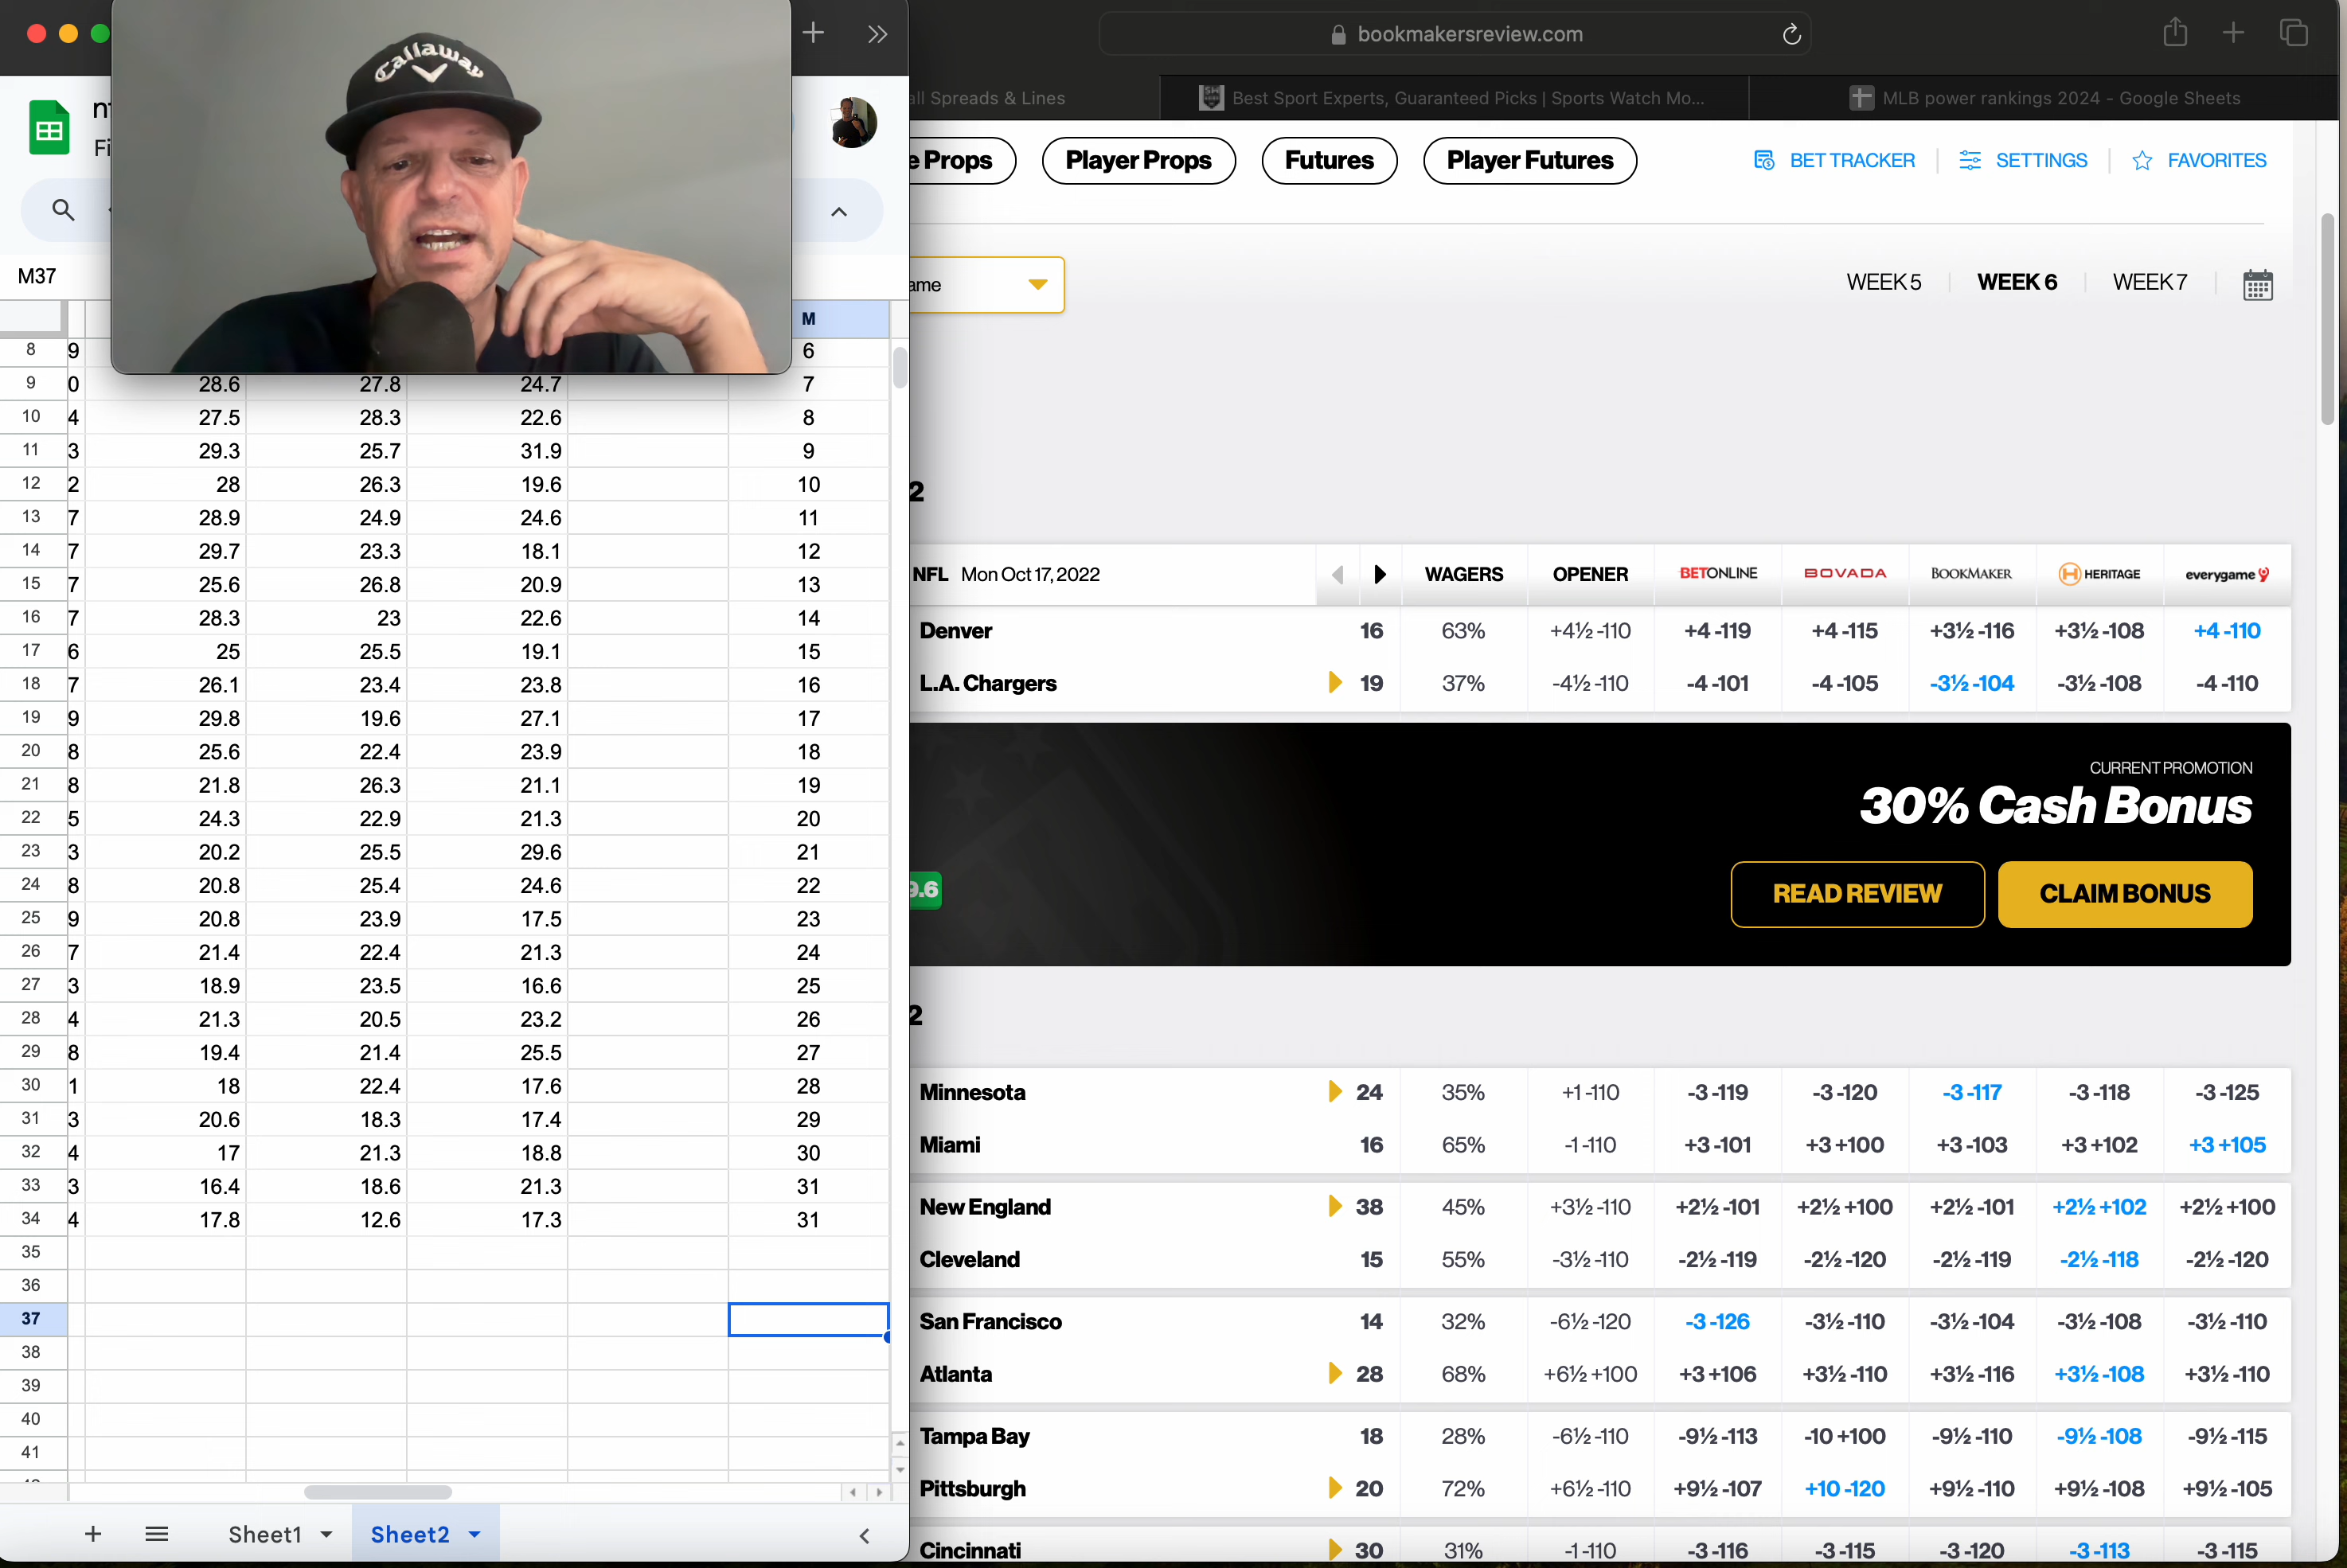 bookmakersreview.com
all Spreads & Lines
Best Sport Experts, Guaranteed Picks | Sports Watch Mo...
MLB power rankings 2024 - Google Sheets
Callaway
Fi
M37
M
8 9 6
9 0 28.6 27.8 24.7 7
10 4 27.5 28.3 22.6 8
11 3 29.3 25.7 31.9 9
12 2 28 26.3 19.6 10
13 7 28.9 24.9 24.6 11
14 7 29.7 23.3 18.1 12
15 7 25.6 26.8 20.9 13
16 7 28.3 23 22.6 14
17 6 25 25.5 19.1 15
18 7 26.1 23.4 23.8 16
19 9 29.8 19.6 27.1 17
20 8 25.6 22.4 23.9 18
21 8 21.8 26.3 21.1 19
22 5 24.3 22.9 21.3 20
23 3 20.2 25.5 29.6 21
24 8 20.8 25.4 24.6 22
25 9 20.8 23.9 17.5 23
26 7 21.4 22.4 21.3 24
27 3 18.9 23.5 16.6 25
28 4 21.3 20.5 23.2 26
29 8 19.4 21.4 25.5 27
30 1 18 22.4 17.6 28
31 3 20.6 18.3 17.4 29
32 4 17 21.3 18.8 30
33 3 16.4 18.6 21.3 31
34 4 17.8 12.6 17.3 31
35
36
37
38
39
40
41
Sheet1
Sheet2
e Props
Player Props
Futures
Player Futures
BET TRACKER
SETTINGS
FAVORITES
ame
WEEK 5
WEEK 6
WEEK 7
2
NFL Mon Oct 17, 2022 WAGERS OPENER BETONLINE BOVADA BOOKMAKER HERITAGE everygame
Denver 16 63% +4½ -110 +4 -119 +4 -115 +3½ -116 +3½ -108 +4 -110
L.A. Chargers 19 37% -4½ -110 -4 -101 -4 -105 -3½ -104 -3½ -108 -4 -110
CURRENT PROMOTION
30% Cash Bonus
9.6
READ REVIEW
CLAIM BONUS
2
Minnesota 24 35% +1 -110 -3 -119 -3 -120 -3 -117 -3 -118 -3 -125
Miami 16 65% -1 -110 +3 -101 +3 +100 +3 -103 +3 +102 +3 +105
New England 38 45% +3½ -110 +2½ -101 +2½ +100 +2½ -101 +2½ +102 +2½ +100
Cleveland 15 55% -3½ -110 -2½ -119 -2½ -120 -2½ -119 -2½ -118 -2½ -120
San Francisco 14 32% -6½ -120 -3 -126 -3½ -110 -3½ -104 -3½ -108 -3½ -110
Atlanta 28 68% +6½ +100 +3 +106 +3½ -110 +3½ -116 +3½ -108 +3½ -110
Tampa Bay 18 28% -6½ -110 -9½ -113 -10 +100 -9½ -110 -9½ -108 -9½ -115
Pittsburgh 20 72% +6½ -110 +9½ -107 +10 -120 +9½ -110 +9½ -108 +9½ -105
Cincinnati 30 31% -1 -110 -3 -116 -3 -115 -3 -120 -3 -113 -3 -115